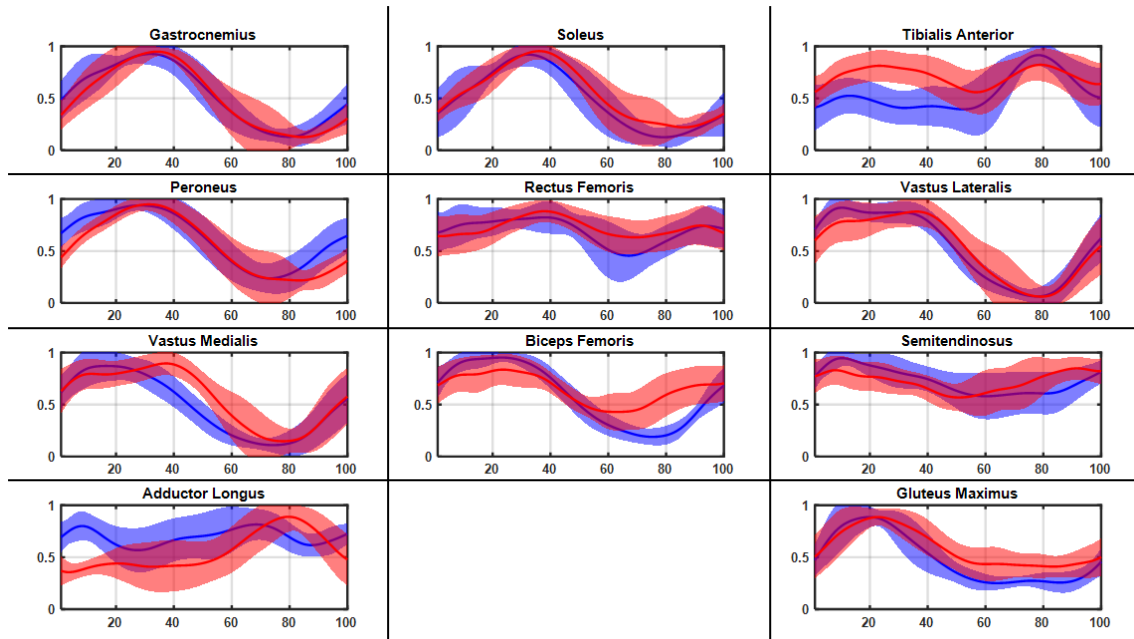 Gastrocnemius Soleus Tibialis Anterior
1 1 1
0.5 0.5 0.5
0 0 0
20 40 60 80 100 20 40 60 80 100 20 40 60 80 100
Peroneus Rectus Femoris Vastus Lateralis
1 1 1
0.5 0.5 0.5
0 0 0
20 40 60 80 100 20 40 60 80 100 20 40 60 80 100
Vastus Medialis Biceps Femoris Semitendinosus
1 1 1
0.5 0.5 0.5
0 0 0
20 40 60 80 100 20 40 60 80 100 20 40 60 80 100
Adductor Longus Gluteus Maximus
1 1
0.5 0.5
0 0
20 40 60 80 100 20 40 60 80 100